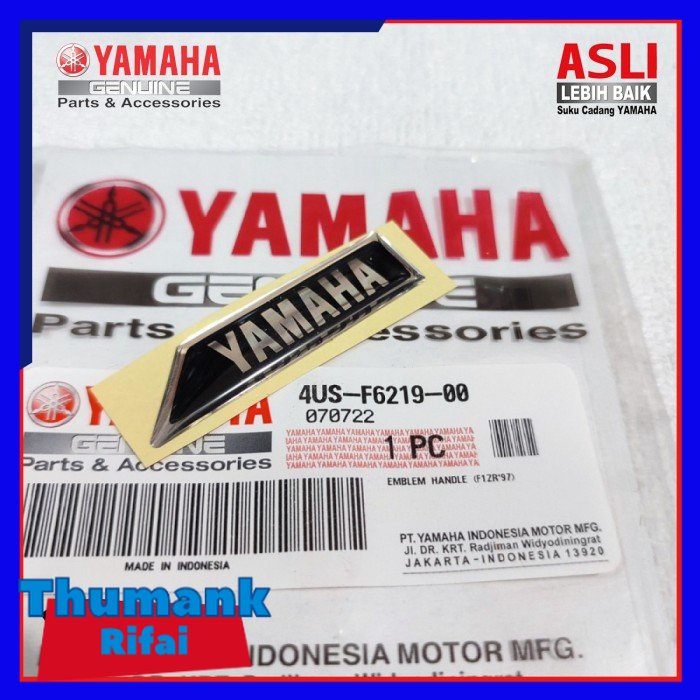 YAMAHA
GENUINE
Parts & Accessories
ASLI
LEBIH BAIK
Suku Cadang YAMAHA
YAMAHA
GENUINE
Parts & Accessories
YAMAHA
YAMAHA
GENUINE
Parts & Accessories
4US-F6219-00
070722
1 PC
EMBLEM HANDLE (F1ZR'97)
MADE IN INDONESIA
PT. YAMAHA INDONESIA MOTOR MFG.
JL. DR. KRT. Radjiman Widyodiningrat
JAKARTA-INDONESIA 13920
Thumank
Rifai
INDONESIA MOTOR MFG.